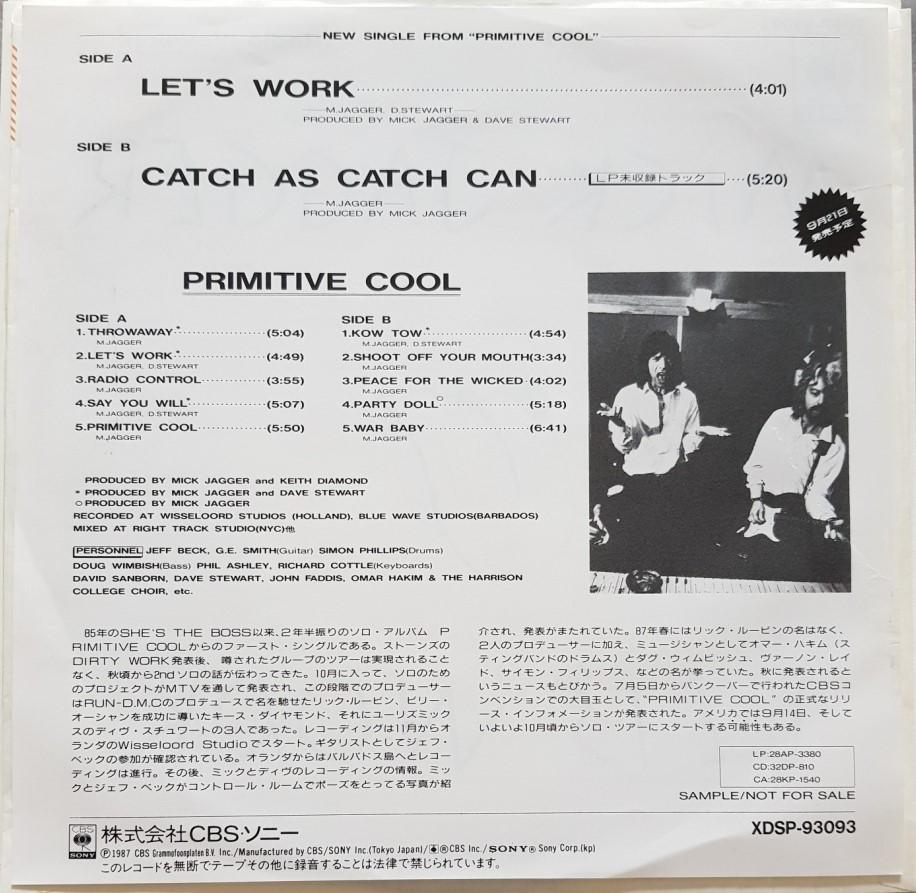 NEW SINGLE FROM "PRIMITIVE COOL"
SIDE A
LET'S WORK (4:01)
M.JAGGER, D.STEWART
PRODUCED BY MICK JAGGER & DAVE STEWART
SIDE B
CATCH AS CATCH CAN LP未収録トラック (5:20)
M.JAGGER
PRODUCED BY MICK JAGGER
9月21日
発売予定
PRIMITIVE COOL
SIDE A
1.THROWAWAY* (5:04)
M.JAGGER
2.LET'S WORK* (4:49)
M.JAGGER, D.STEWART
3.RADIO CONTROL (3:55)
M.JAGGER
4.SAY YOU WILL* (5:07)
M.JAGGER, D.STEWART
5.PRIMITIVE COOL (5:50)
M.JAGGER
SIDE B
1.KOW TOW* (4:54)
M.JAGGER, D.STEWART
2.SHOOT OFF YOUR MOUTH(3:34)
M.JAGGER
3.PEACE FOR THE WICKED (4:02)
M.JAGGER
4.PARTY DOLL○ (5:18)
M.JAGGER
5.WAR BABY (6:41)
M.JAGGER
PRODUCED BY MICK JAGGER and KEITH DIAMOND
* PRODUCED BY MICK JAGGER and DAVE STEWART
○PRODUCED BY MICK JAGGER
RECORDED AT WISSELOORD STUDIOS (HOLLAND), BLUE WAVE STUDIOS(BARBADOS)
MIXED AT RIGHT TRACK STUDIO(NYC)他
PERSONNEL JEFF BECK, G.E. SMITH(Guitar) SIMON PHILLIPS(Drums)
DOUG WIMBISH(Bass) PHIL ASHLEY, RICHARD COTTLE(Keyboards)
DAVID SANBORN, DAVE STEWART, JOHN FADDIS, OMAR HAKIM & THE HARRISON
COLLEGE CHOIR, etc.
85年のSHE'S THE BOSS以来、2年半振りのソロ・アルバム P
RIMITIVE COOLからのファースト・シングルである。ストーンズの
DIRTY WORK発表後、噂されたグループのツアーは実現されること
なく、秋頃から2nd ソロの話が伝わってきた。10月に入って、ソロのため
のプロジェクトがMTVを通して発表され、この段階でのプロデューサー
はRUN-D.M.Cのプロデュースで名を馳せたリック・ルービン、ビリー・
オーシャンを成功に導いたキース・ダイヤモンド、それにユーリズミック
スのディヴ・スチュワートの3人であった。レコーディングは11月からオ
ランダのWisseloord Studioでスタート。ギタリストとしてジェフ・
ベックの参加が確認されている。オランダからはバルバドス島へとレコー
ディングは進行。その後、ミックとディヴのレコーディングの情報。ミッ
クとジェフ・ベックがコントロール・ルームでポーズをとってる写真が紹
介され、発表がまたれていた。87年春にはリック・ルービンの名はなく、
2人のプロデューサーに加え、ミュージシャンとしてオマー・ハキム(ス
ティングバンドのドラムス)とダグ・ウィムビッシュ、ヴァーノン・レイ
ド、サイモン・フィリップス、などの名が挙っていた。秋に発売されると
いうニュースもとびかう。7月5日からバンクーバーで行われたCBSコ
ンベンションでの大目玉として、"PRIMITIVE COOL" の正式なリリ
ース・インフォメーションが発表された。アメリカでは9月14日、そして
いよいよ10月頃からソロ・ツアーにスタートする可能性もある。
LP:28AP-3380
CD:32DP-810
CA:28KP-1540
SAMPLE/NOT FOR SALE
XDSP-93093
CBS
SONY
株式会社CBS・ソニー
Ⓟ1987 CBS Grammofoonplaten B.V. Inc./Manufactured by CBS/SONY Inc.(Tokyo Japan)/®CBS Inc./SONY® Sony Corp.(kp)
このレコードを無断でテープその他に録音することは法律で禁じられています。